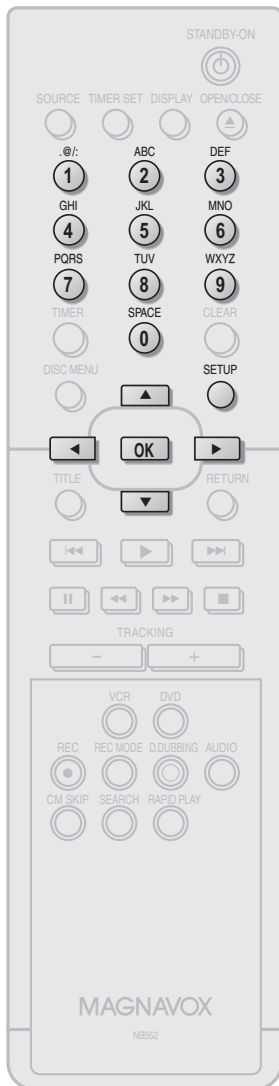 STANDBY-ON
SOURCE TIMER SET DISPLAY OPEN/CLOSE
.@/: ABC DEF
1 2 3
GHI JKL MNO
4 5 6
PQRS TUV WXYZ
7 8 9
TIMER SPACE CLEAR
0
DISC MENU SETUP
OK
TITLE RETURN
TRACKING
− +
VCR DVD
REC REC MODE D.DUBBING AUDIO
CM SKIP SEARCH RAPID PLAY
MAGNAVOX
NB552